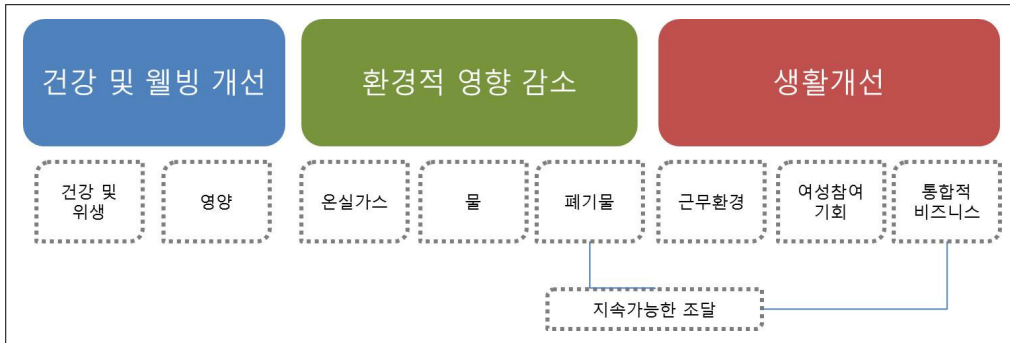 건강 및 웰빙 개선
환경적 영향 감소
생활개선
건강 및
위생
영양
온실가스
물
폐기물
근무환경
여성참여
기회
통합적
비즈니스
지속가능한 조달